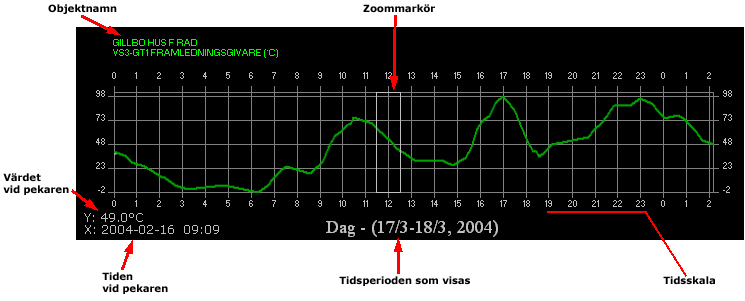 Objektnamn
Zoommarkör
GILLBO HUS F RAD
VS3-GT1 FRAMLEDNINGSGIVARE (°C)
0 1 2 3 4 5 6 7 8 9 10 11 12 13 14 15 16 17 18 19 20 21 22 23 0 1 2
98 98
73 73
48 48
23 23
-2 -2
0 1 2 3 4 5 6 7 8 9 10 11 12 13 14 15 16 17 18 19 20 21 22 23 0 1 2
Värdet
vid pekaren
Y: 49.0°C
X: 2004-02-16 09:09
Dag - (17/3-18/3, 2004)
Tiden
vid pekaren
Tidsperioden som visas
Tidsskala